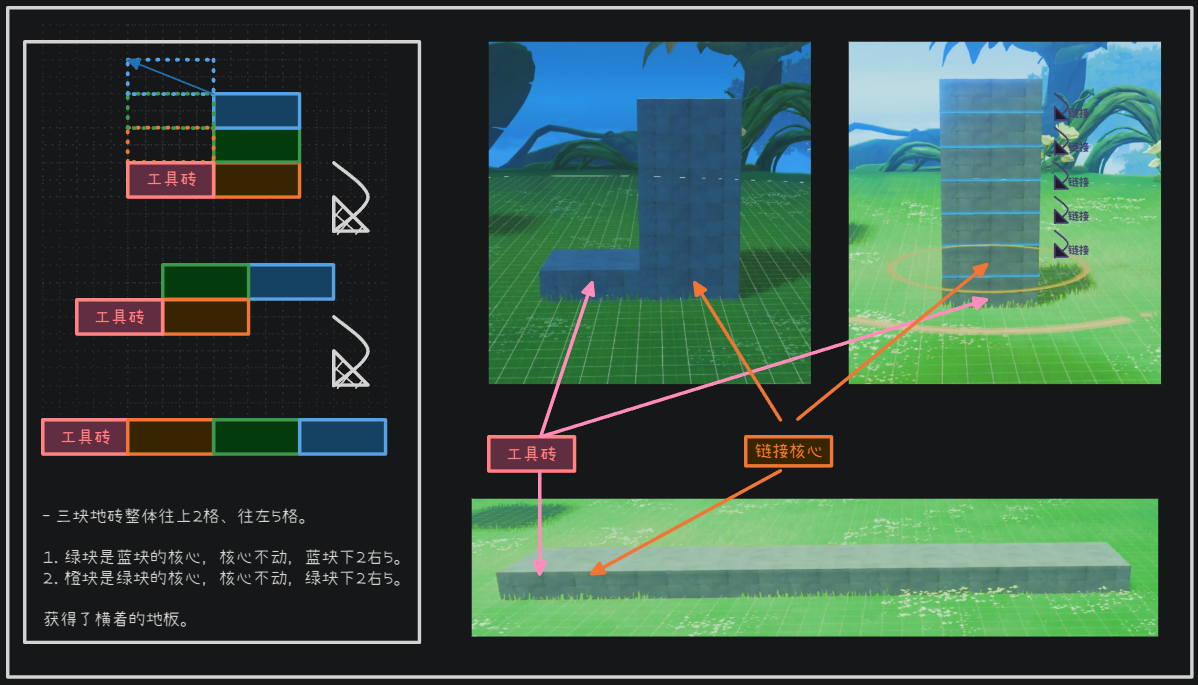 工具砖
工具砖
工具砖
- 三块地砖整体往上2格、往左5格。
1. 绿块是蓝块的核心, 核心不动, 蓝块下2右5。
2. 橙块是绿块的核心, 核心不动, 绿块下2右5。
获得了横着的地板。
链接
链接
链接
链接
链接
工具砖
链接核心